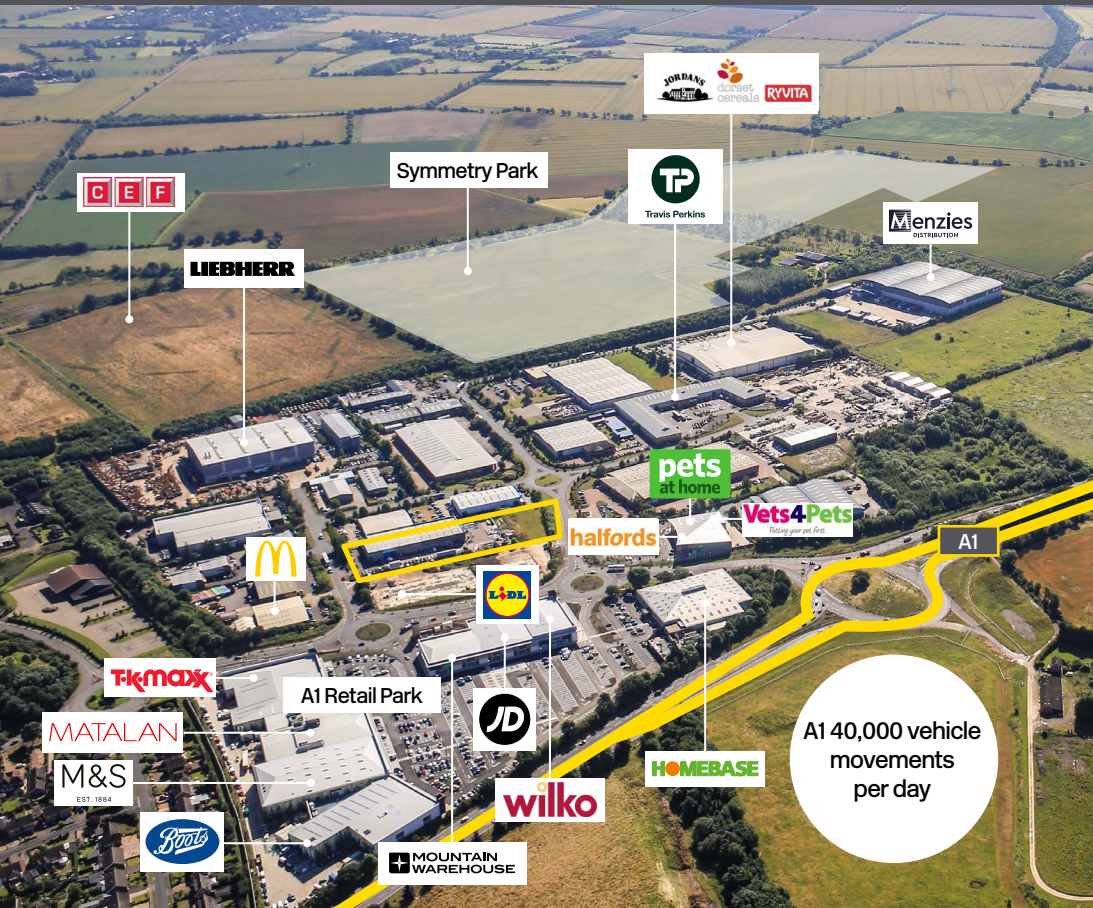 JORDANS
dorset
cereals
RYVITA
Symmetry Park
TP
Travis Perkins
CEF
Menzies
DISTRIBUTION
LIEBHERR
pets
at home
Vets4Pets
Putting your pet first
halfords
A1
M
LIDL
T·K·maxx
A1 Retail Park
JD
MATALAN
A1 40,000 vehicle
movements
per day
M&S
EST. 1884
HOMEBASE
wilko
Boots
MOUNTAIN
WAREHOUSE